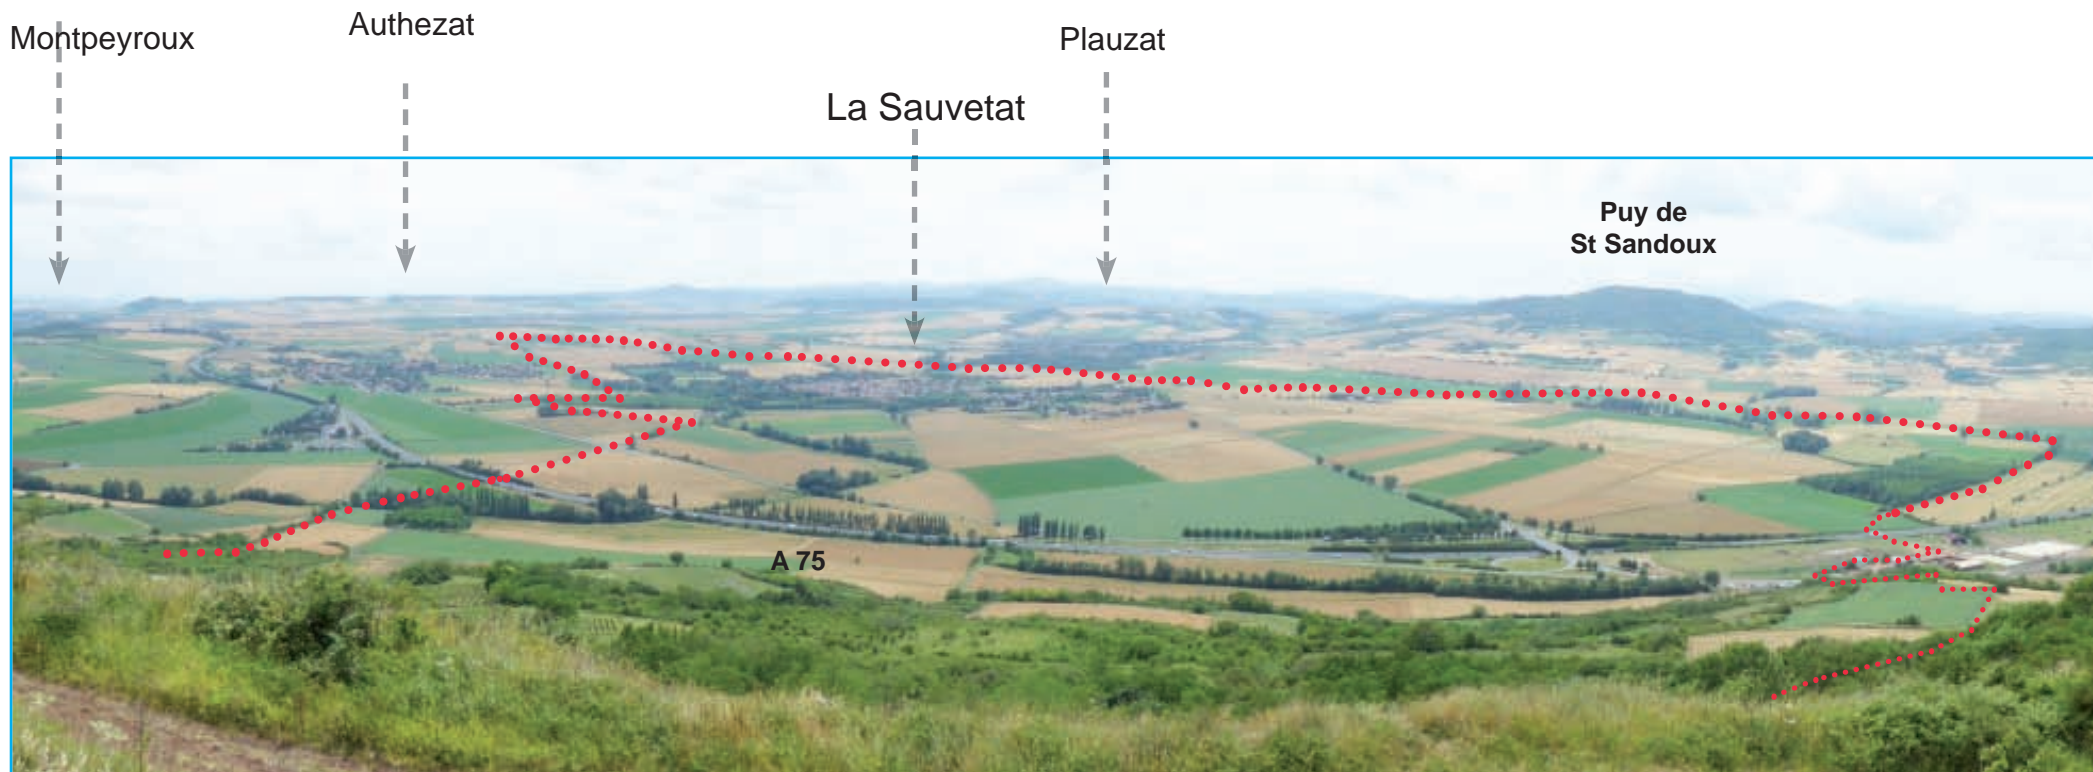 Montpeyroux
Authezat
Plauzat
La Sauvetat
Puy de
St Sandoux
A 75